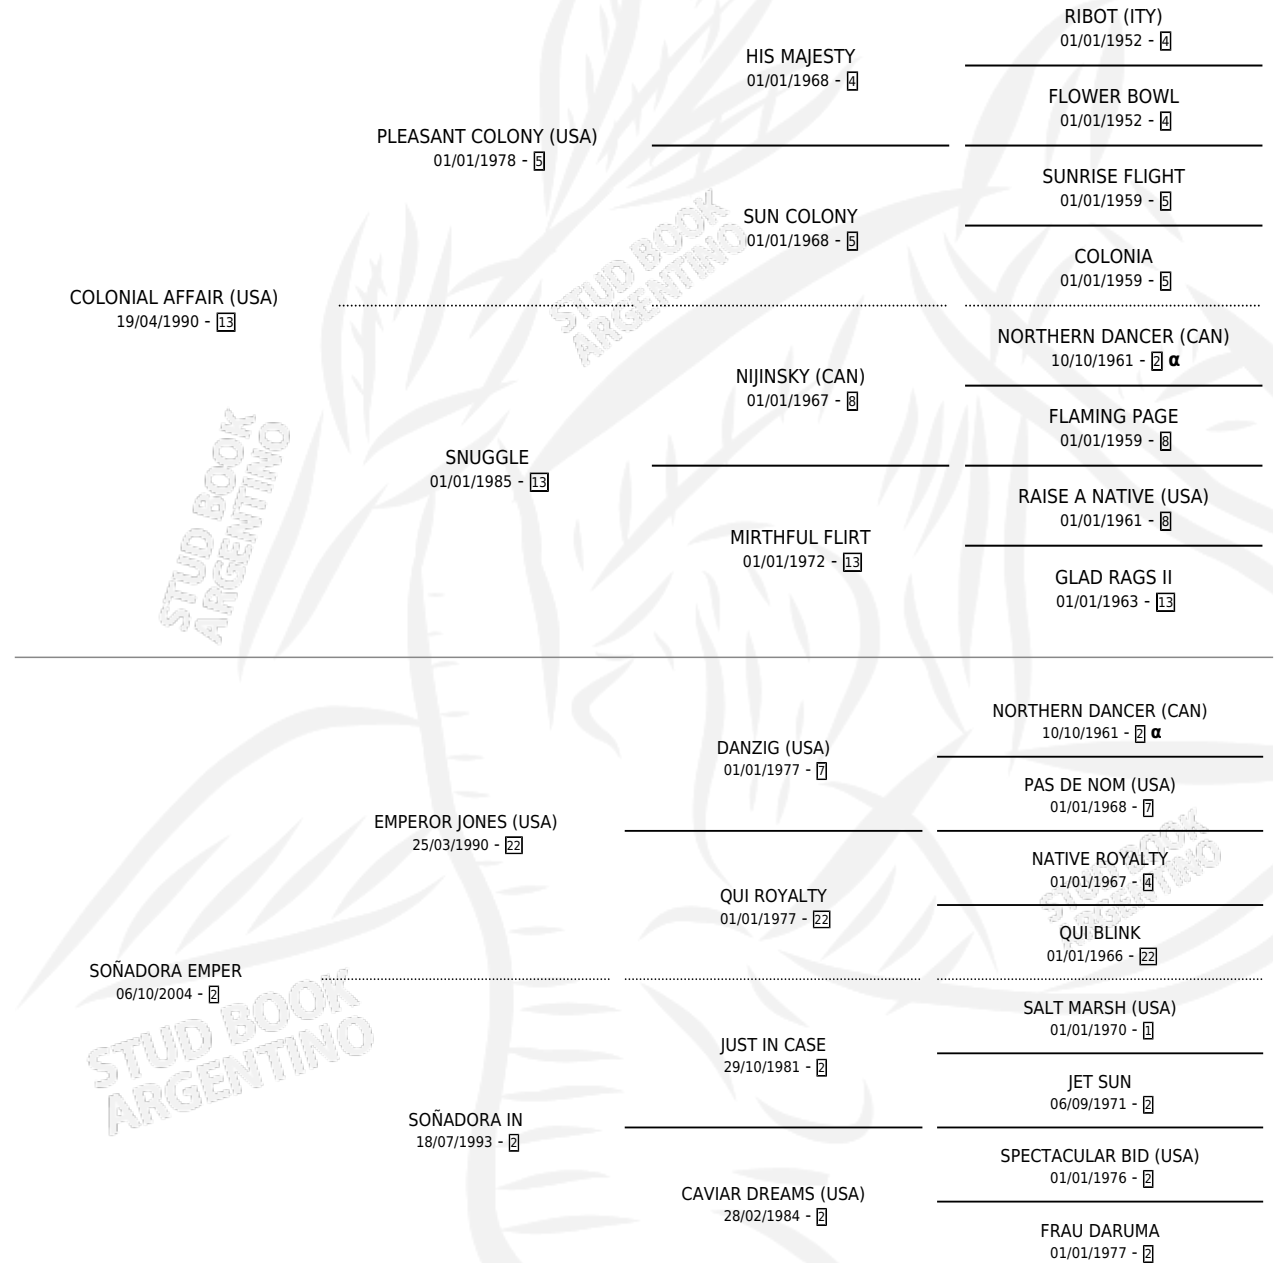 RIBOT (ITY)
01/01/1952 - 4
HIS MAJESTY
01/01/1968 - 4
FLOWER BOWL
01/01/1952 - 4
PLEASANT COLONY (USA)
01/01/1978 - 5
SUNRISE FLIGHT
01/01/1959 - 5
SUN COLONY
01/01/1968 - 5
COLONIA
01/01/1959 - 5
COLONIAL AFFAIR (USA)
19/04/1990 - 13
NORTHERN DANCER (CAN)
10/10/1961 - 2 α
NIJINSKY (CAN)
01/01/1967 - 8
FLAMING PAGE
01/01/1959 - 8
SNUGGLE
01/01/1985 - 13
RAISE A NATIVE (USA)
01/01/1961 - 8
MIRTHFUL FLIRT
01/01/1972 - 13
GLAD RAGS II
01/01/1963 - 13
NORTHERN DANCER (CAN)
10/10/1961 - 2 α
DANZIG (USA)
01/01/1977 - 7
PAS DE NOM (USA)
01/01/1968 - 7
EMPEROR JONES (USA)
25/03/1990 - 22
NATIVE ROYALTY
01/01/1967 - 4
QUI ROYALTY
01/01/1977 - 22
QUI BLINK
01/01/1966 - 22
SOÑADORA EMPER
06/10/2004 - 2
SALT MARSH (USA)
01/01/1970 - 1
JUST IN CASE
29/10/1981 - 2
JET SUN
06/09/1971 - 2
SOÑADORA IN
18/07/1993 - 2
SPECTACULAR BID (USA)
01/01/1976 - 2
CAVIAR DREAMS (USA)
28/02/1984 - 2
FRAU DARUMA
01/01/1977 - 2
STUD BOOK
ARGENTINO
STUD BOOK
ARGENTINO
STUD BOOK
ARGENTINO
STUD BOOK
ARGENTINO